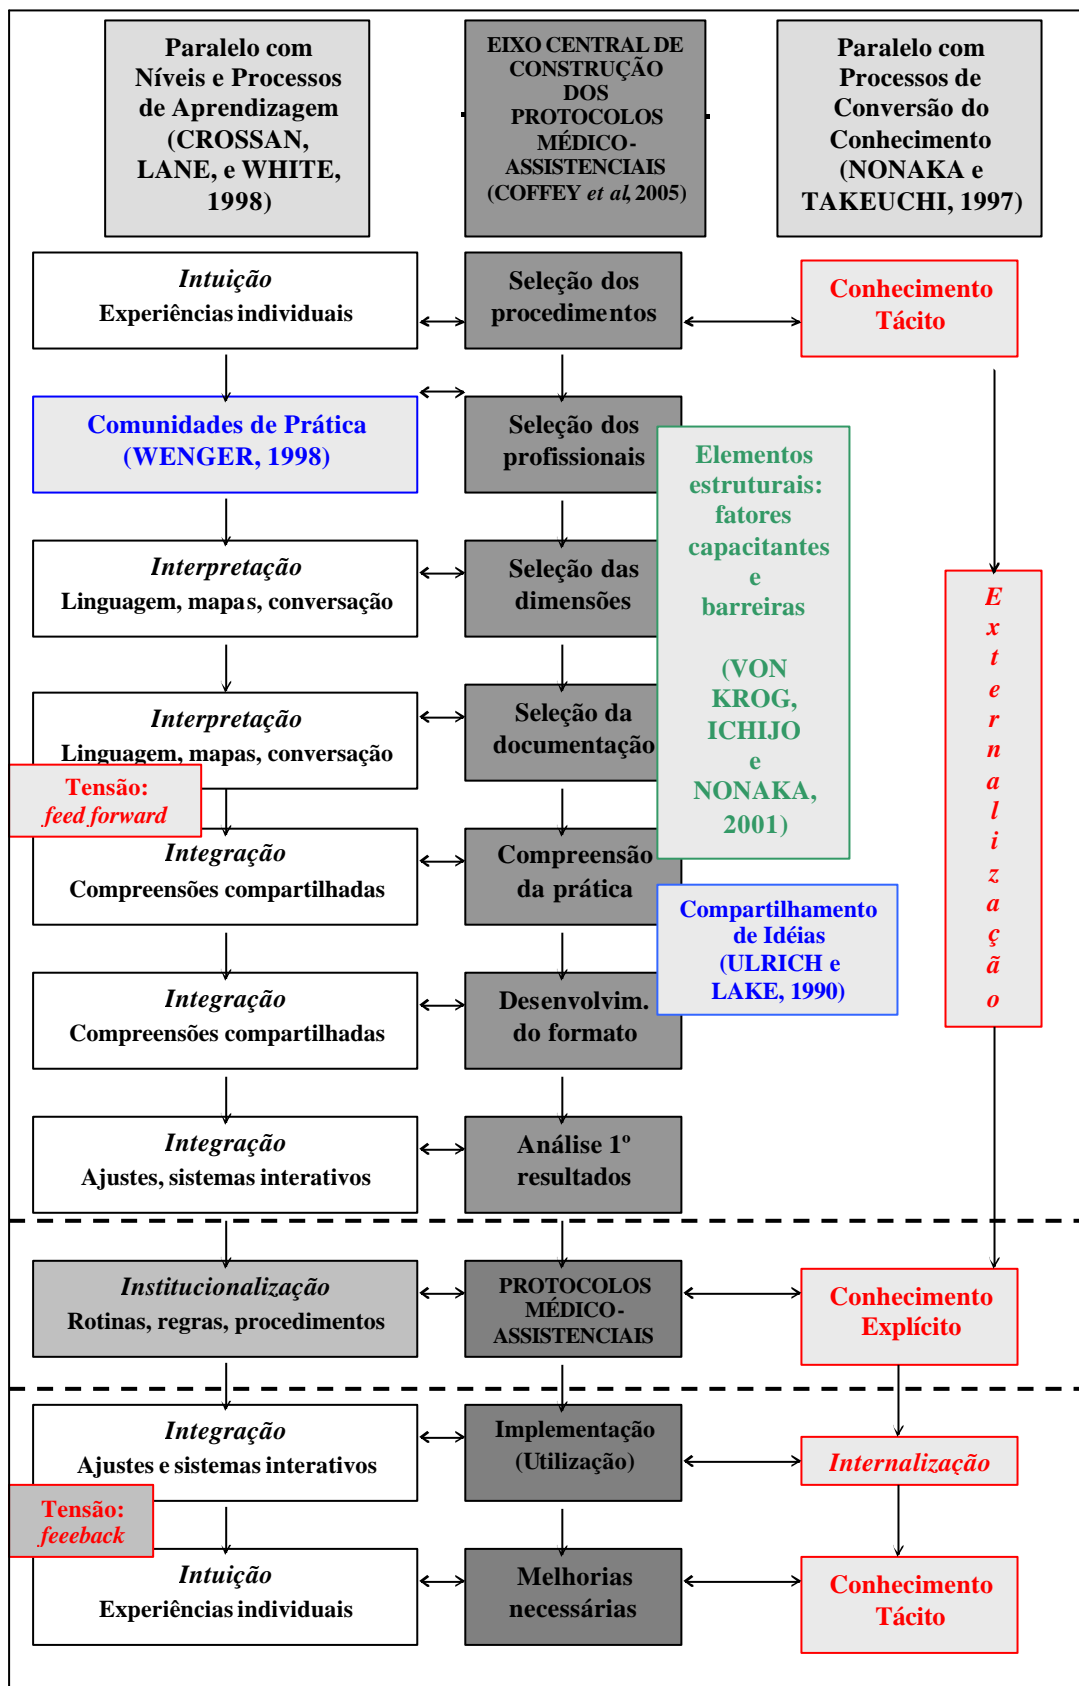 Paralelo com
Níveis e Processos
de Aprendizagem
(CROSSAN,
LANE, e WHITE,
1998)
EIXO CENTRAL DE
CONSTRUÇÃO
DOS
PROTOCOLOS
MÉDICO-
ASSISTENCIAIS
(COFFEY et al, 2005)
Paralelo com
Processos de
Conversão do
Conhecimento
(NONAKA e
TAKEUCHI, 1997)
Intuição
Experiências individuais
Seleção dos
procedimentos
Conhecimento
Tácito
Comunidades de Prática
(WENGER, 1998)
Seleção dos
profissionais
Elementos
estruturais:
fatores
capacitantes
e
barreiras
(VON
KROG,
ICHIJO
e
NONAKA,
2001)
Interpretação
Linguagem, mapas, conversação
Seleção das
dimensões
E
x
t
e
r
n
a
l
i
z
a
ç
ã
o
Interpretação
Linguagem, mapas, conversação
Seleção da
documentação
Tensão:
feed forward
Integração
Compreensões compartilhadas
Compreensão
da prática
Compartilhamento
de Idéias
(ULRICH e
LAKE, 1990)
Integração
Compreensões compartilhadas
Desenvolvim.
do formato
Integração
Ajustes, sistemas interativos
Análise 1º
resultados
Institucionalização
Rotinas, regras, procedimentos
PROTOCOLOS
MÉDICO-
ASSISTENCIAIS
Conhecimento
Explícito
Integração
Ajustes e sistemas interativos
Implementação
(Utilização)
Internalização
Tensão:
feeeback
Intuição
Experiências individuais
Melhorias
necessárias
Conhecimento
Tácito